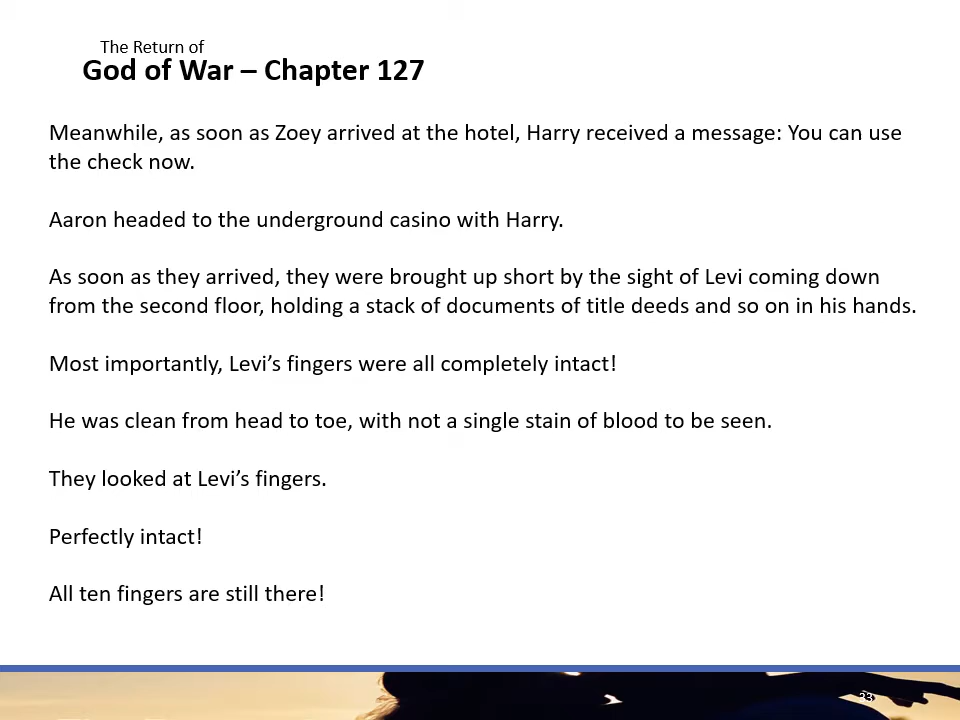 The Return of
God of War – Chapter 127
Meanwhile, as soon as Zoey arrived at the hotel, Harry received a message: You can use
the check now.
Aaron headed to the underground casino with Harry.
As soon as they arrived, they were brought up short by the sight of Levi coming down
from the second floor, holding a stack of documents of title deeds and so on in his hands.
Most importantly, Levi’s fingers were all completely intact!
He was clean from head to toe, with not a single stain of blood to be seen.
They looked at Levi’s fingers.
Perfectly intact!
All ten fingers are still there!
33